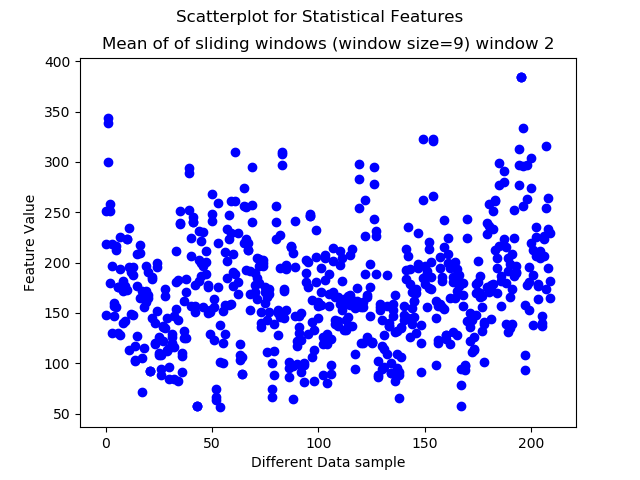 Scatterplot for Statistical Features
Mean of of sliding windows (window size=9) window 2
400
350
300
250
200
150
100
50
Feature Value
0 50 100 150 200
Different Data sample